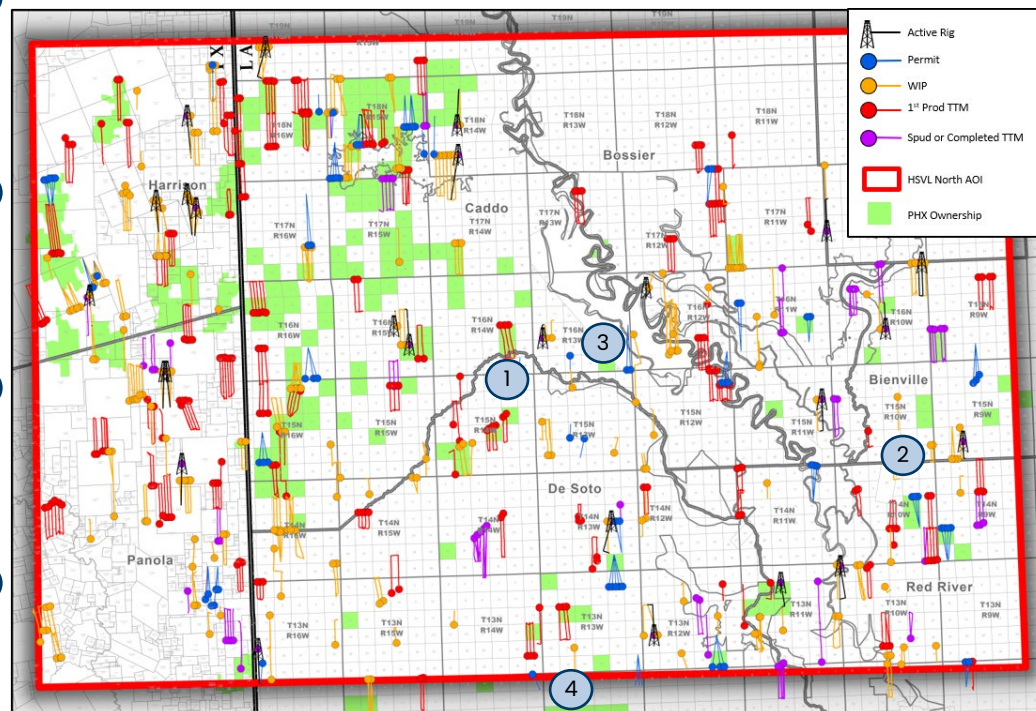 Active Rig
Permit
WIP
1st Prod TTM
Spud or Completed TTM
HSVL North AOI
PHX Ownership
TX
LA
T18N
R16W
T18N
R15W
T18N
R14W
T18N
R13W
T18N
R12W
T18N
R11W
Bossier
Harrison
Caddo
T17N
R16W
T17N
R15W
T17N
R14W
T17N
R13W
T17N
R12W
T17N
R11W
T16N
R16W
T16N
R15W
T16N
R14W
T16N
R13W
T16N
R12W
T16N
R11W
T16N
R10W
T16N
R9W
3
1
Bienville
T15N
R16W
T15N
R15W
T15N
T15N
R12W
T15N
R11W
T15N
R10W
T15N
R9W
2
De Soto
T14N
R16W
T14N
R15W
T14N
T14N
R13W
T14N
R12W
T14N
R11W
T14N
R10W
T14N
R9W
Panola
Red River
T13N
R16W
T13N
R15W
T13N
R14W
T13N
R13W
T13N
R12W
T13N
R11W
T13N
R10W
T13N
R9W
4